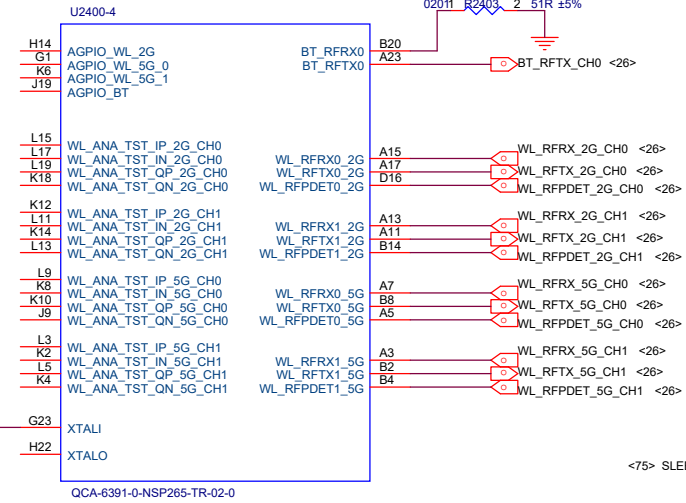 U2400-4
0201 1 R2403 2 51R ±5%
H14 AGPIO_WL_2G BT_RFRX0 B20
G1 AGPIO_WL_5G_0 BT_RFTX0 A23 BT_RFTX_CH0 <26>
K6 AGPIO_WL_5G_1
J19 AGPIO_BT
L15 WL_ANA_TST_IP_2G_CH0
L17 WL_ANA_TST_IN_2G_CH0 WL_RFRX0_2G A15 WL_RFRX_2G_CH0 <26>
L19 WL_ANA_TST_QP_2G_CH0 WL_RFTX0_2G A17 WL_RFTX_2G_CH0 <26>
K18 WL_ANA_TST_QN_2G_CH0 WL_RFPDET0_2G D16 WL_RFPDET_2G_CH0 <26>
K12 WL_ANA_TST_IP_2G_CH1
L11 WL_ANA_TST_IN_2G_CH1 WL_RFRX1_2G A13 WL_RFRX_2G_CH1 <26>
K14 WL_ANA_TST_QP_2G_CH1 WL_RFTX1_2G A11 WL_RFTX_2G_CH1 <26>
L13 WL_ANA_TST_QN_2G_CH1 WL_RFPDET1_2G B14 WL_RFPDET_2G_CH1 <26>
L9 WL_ANA_TST_IP_5G_CH0
K8 WL_ANA_TST_IN_5G_CH0 WL_RFRX0_5G A7 WL_RFRX_5G_CH0 <26>
K10 WL_ANA_TST_QP_5G_CH0 WL_RFTX0_5G B8 WL_RFTX_5G_CH0 <26>
J9 WL_ANA_TST_QN_5G_CH0 WL_RFPDET0_5G A5 WL_RFPDET_5G_CH0 <26>
L3 WL_ANA_TST_IP_5G_CH1
K2 WL_ANA_TST_IN_5G_CH1 WL_RFRX1_5G A3 WL_RFRX_5G_CH1 <26>
L5 WL_ANA_TST_QP_5G_CH1 WL_RFTX1_5G B2 WL_RFTX_5G_CH1 <26>
K4 WL_ANA_TST_QN_5G_CH1 WL_RFPDET1_5G B4 WL_RFPDET_5G_CH1 <26>
G23 XTALI
H22 XTALO
<75>
QCA-6391-0-NSP265-TR-02-0